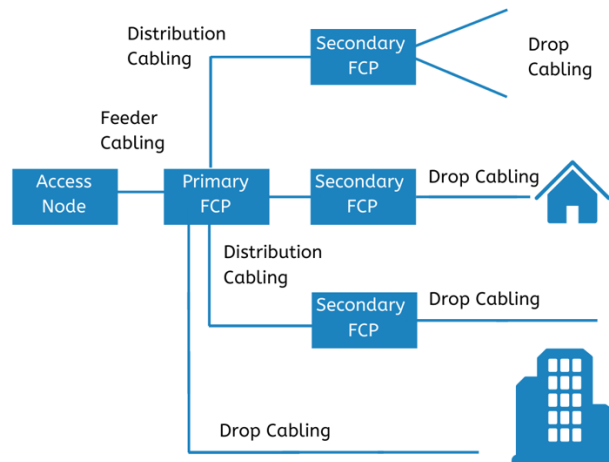 Distribution
Cabling
Secondary
FCP
Drop
Cabling
Feeder
Cabling
Access
Node
Primary
FCP
Secondary
FCP
Drop Cabling
Distribution
Cabling
Secondary
FCP
Drop Cabling
Drop Cabling